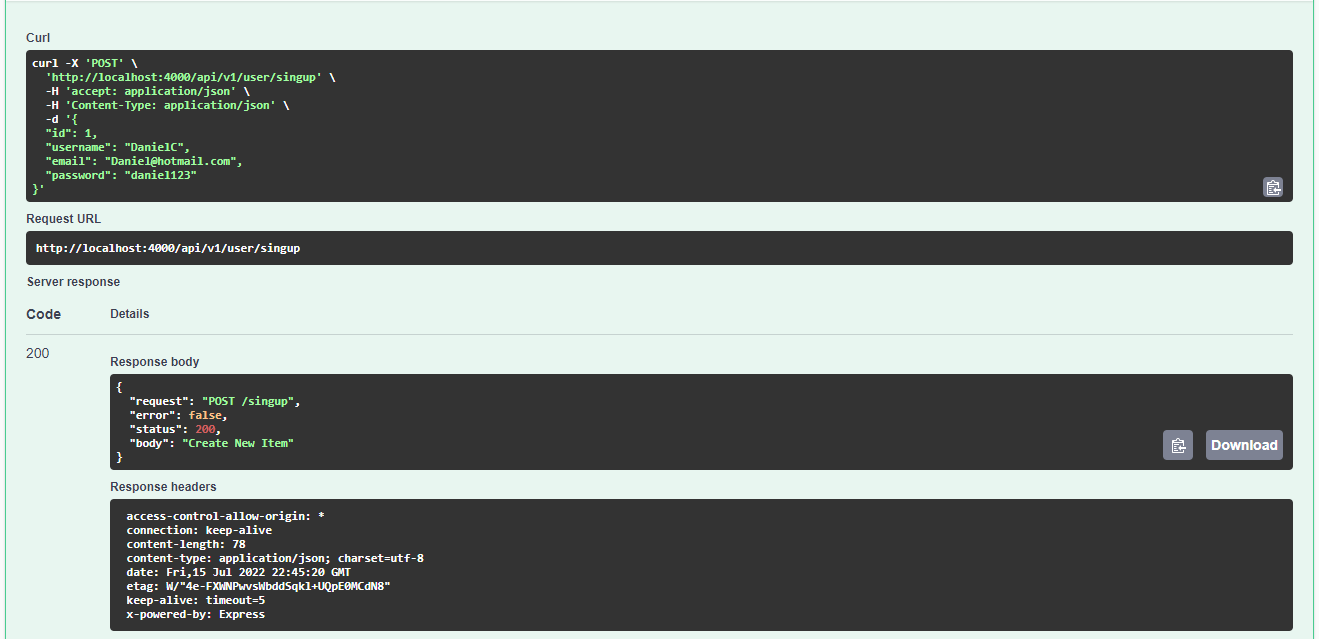 Curl
curl -X 'POST' \
  'http://localhost:4000/api/v1/user/singup' \
  -H 'accept: application/json' \
  -H 'Content-Type: application/json' \
  -d '{
  "id": 1,
  "username": "DanielC",
  "email": "Daniel@hotmail.com",
  "password": "daniel123"
}'
Request URL
http://localhost:4000/api/v1/user/singup
Server response
Code Details
200
Response body
{
  "request": "POST /singup",
  "error": false,
  "status": 200,
  "body": "Create New Item"
}
Download
Response headers
access-control-allow-origin: *
connection: keep-alive
content-length: 78
content-type: application/json; charset=utf-8
date: Fri,15 Jul 2022 22:45:20 GMT
etag: W/"4e-FXWNPwvsWbddSqkl+UQpE0MCdN8"
keep-alive: timeout=5
x-powered-by: Express